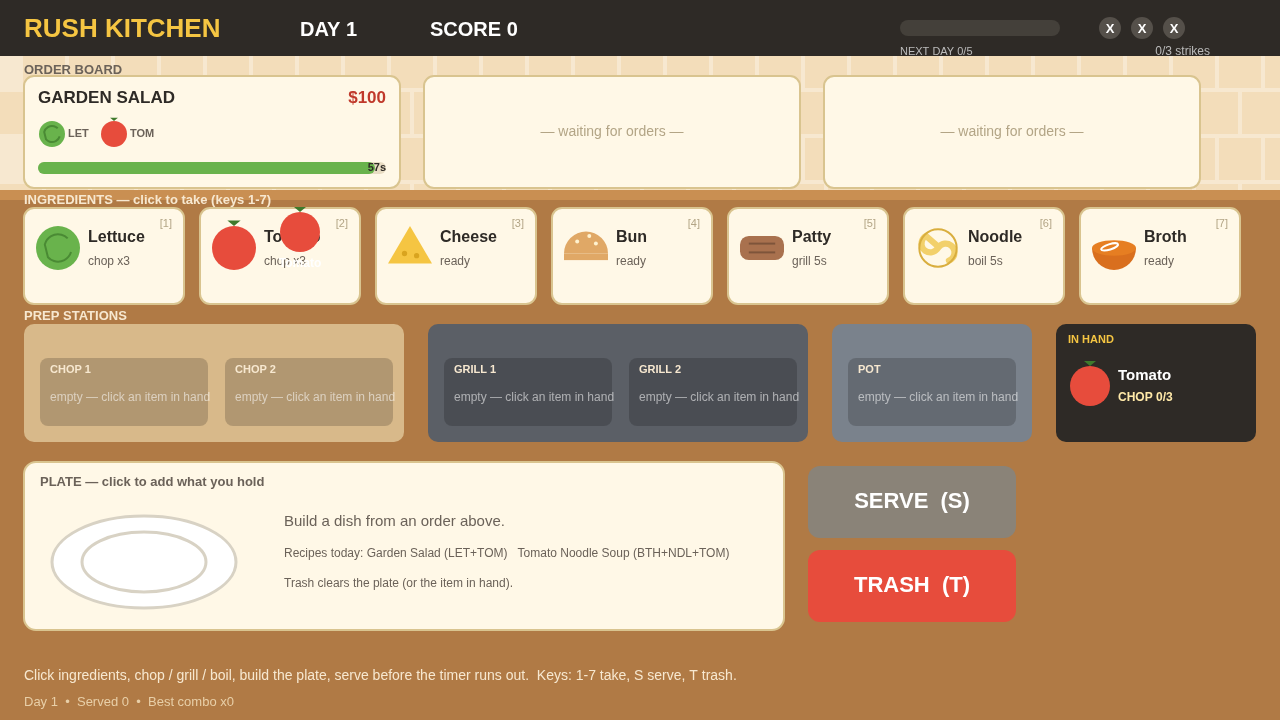 RUSH KITCHEN DAY 1 SCORE 0 X X X
NEXT DAY 0/5 0/3 strikes
ORDER BOARD
GARDEN SALAD $100
LET TOM
57s
— waiting for orders —
— waiting for orders —
INGREDIENTS — click to take (keys 1-7)
[1] Lettuce
chop x3
[2]
chop x3
[3] Cheese
ready
[4] Bun
ready
[5] Patty
grill 5s
[6] Noodle
boil 5s
[7] Broth
ready
PREP STATIONS
CHOP 1
empty — click an item in hand
CHOP 2
empty — click an item in hand
GRILL 1
empty — click an item in hand
GRILL 2
empty — click an item in hand
POT
empty — click an item in hand
IN HAND
Tomato
CHOP 0/3
PLATE — click to add what you hold
Build a dish from an order above.
Recipes today: Garden Salad (LET+TOM) Tomato Noodle Soup (BTH+NDL+TOM)
Trash clears the plate (or the item in hand).
SERVE (S)
TRASH (T)
Click ingredients, chop / grill / boil, build the plate, serve before the timer runs out. Keys: 1-7 take, S serve, T trash.
Day 1 • Served 0 • Best combo x0